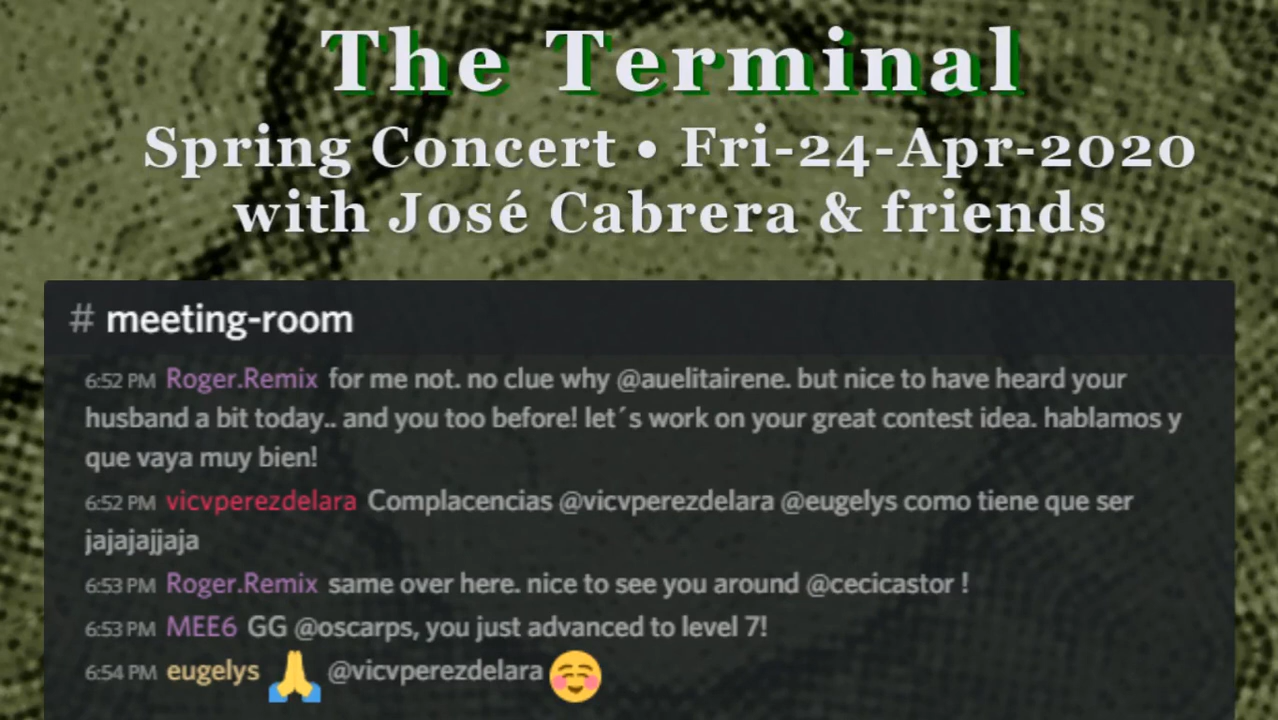 The Terminal
Spring Concert • Fri-24-Apr-2020
with José Cabrera & friends
# meeting-room
6:52 PM Roger.Remix for me not. no clue why @auelitairene. but nice to have heard your
husband a bit today.. and you too before! let´s work on your great contest idea. hablamos y
que vaya muy bien!
6:52 PM vicvperezdelara Complacencias @vicvperezdelara @eugelys como tiene que ser
jajajajjaja
6:53 PM Roger.Remix same over here. nice to see you around @cecicastor !
6:53 PM MEE6 GG @oscarps, you just advanced to level 7!
6:54 PM eugelys 🙏 @vicvperezdelara ☺️